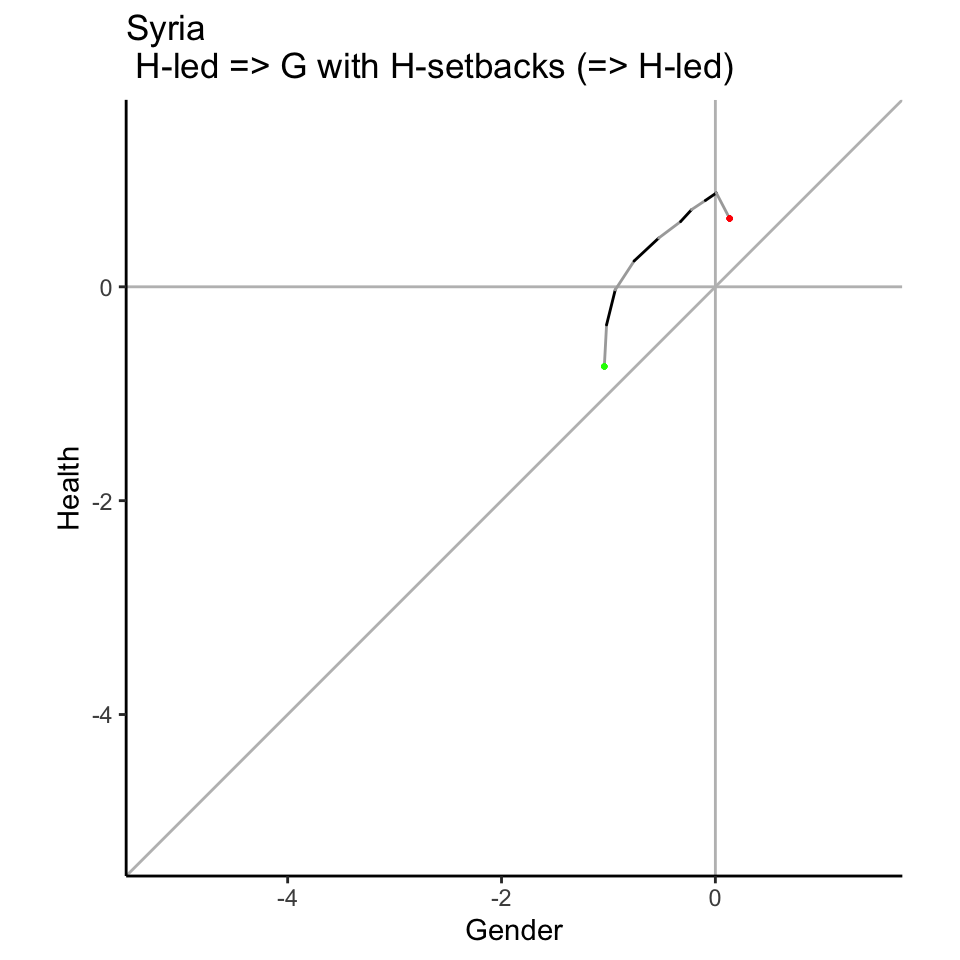 Syria
H-led => G with H-setbacks (=> H-led)
0
-2
-4
Health
-4 -2 0
Gender